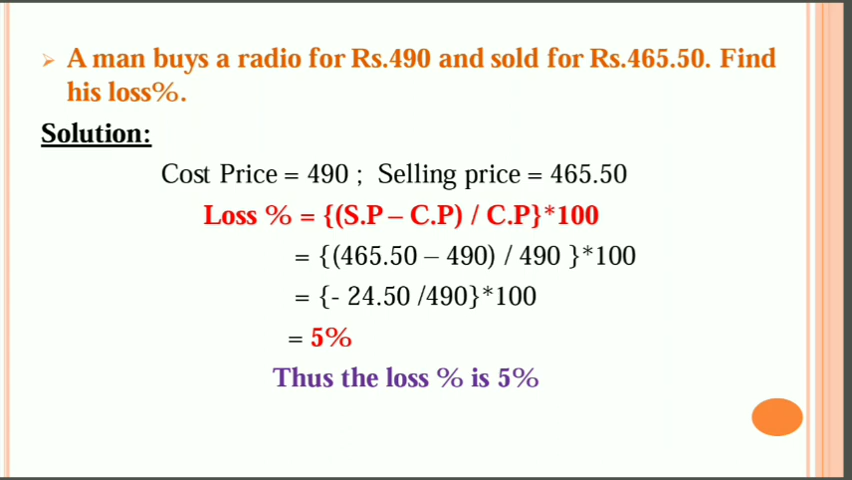 A man buys a radio for Rs.490 and sold for Rs.465.50. Find
his loss%.
Solution:
Cost Price = 490 ; Selling price = 465.50
Loss % = {(S.P – C.P) / C.P}*100
= {(465.50 – 490) / 490 }*100
= {- 24.50 /490}*100
= 5%
Thus the loss % is 5%